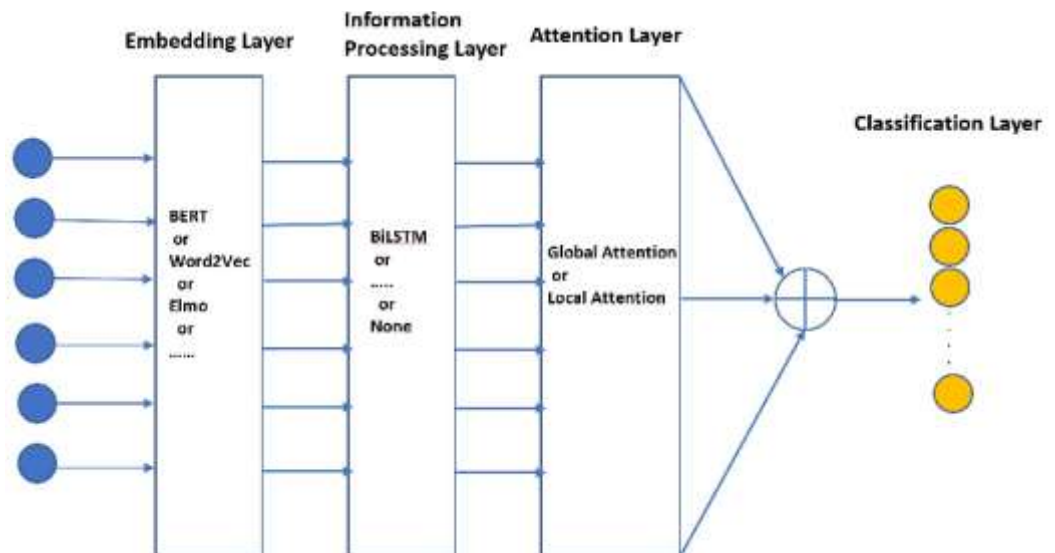 Embedding Layer
Information
Processing Layer
Attention Layer
Classification Layer
BERT
or
Word2Vec
or
Elmo
or
......
BiLSTM
or
.....
or
None
Global Attention
or
Local Attention